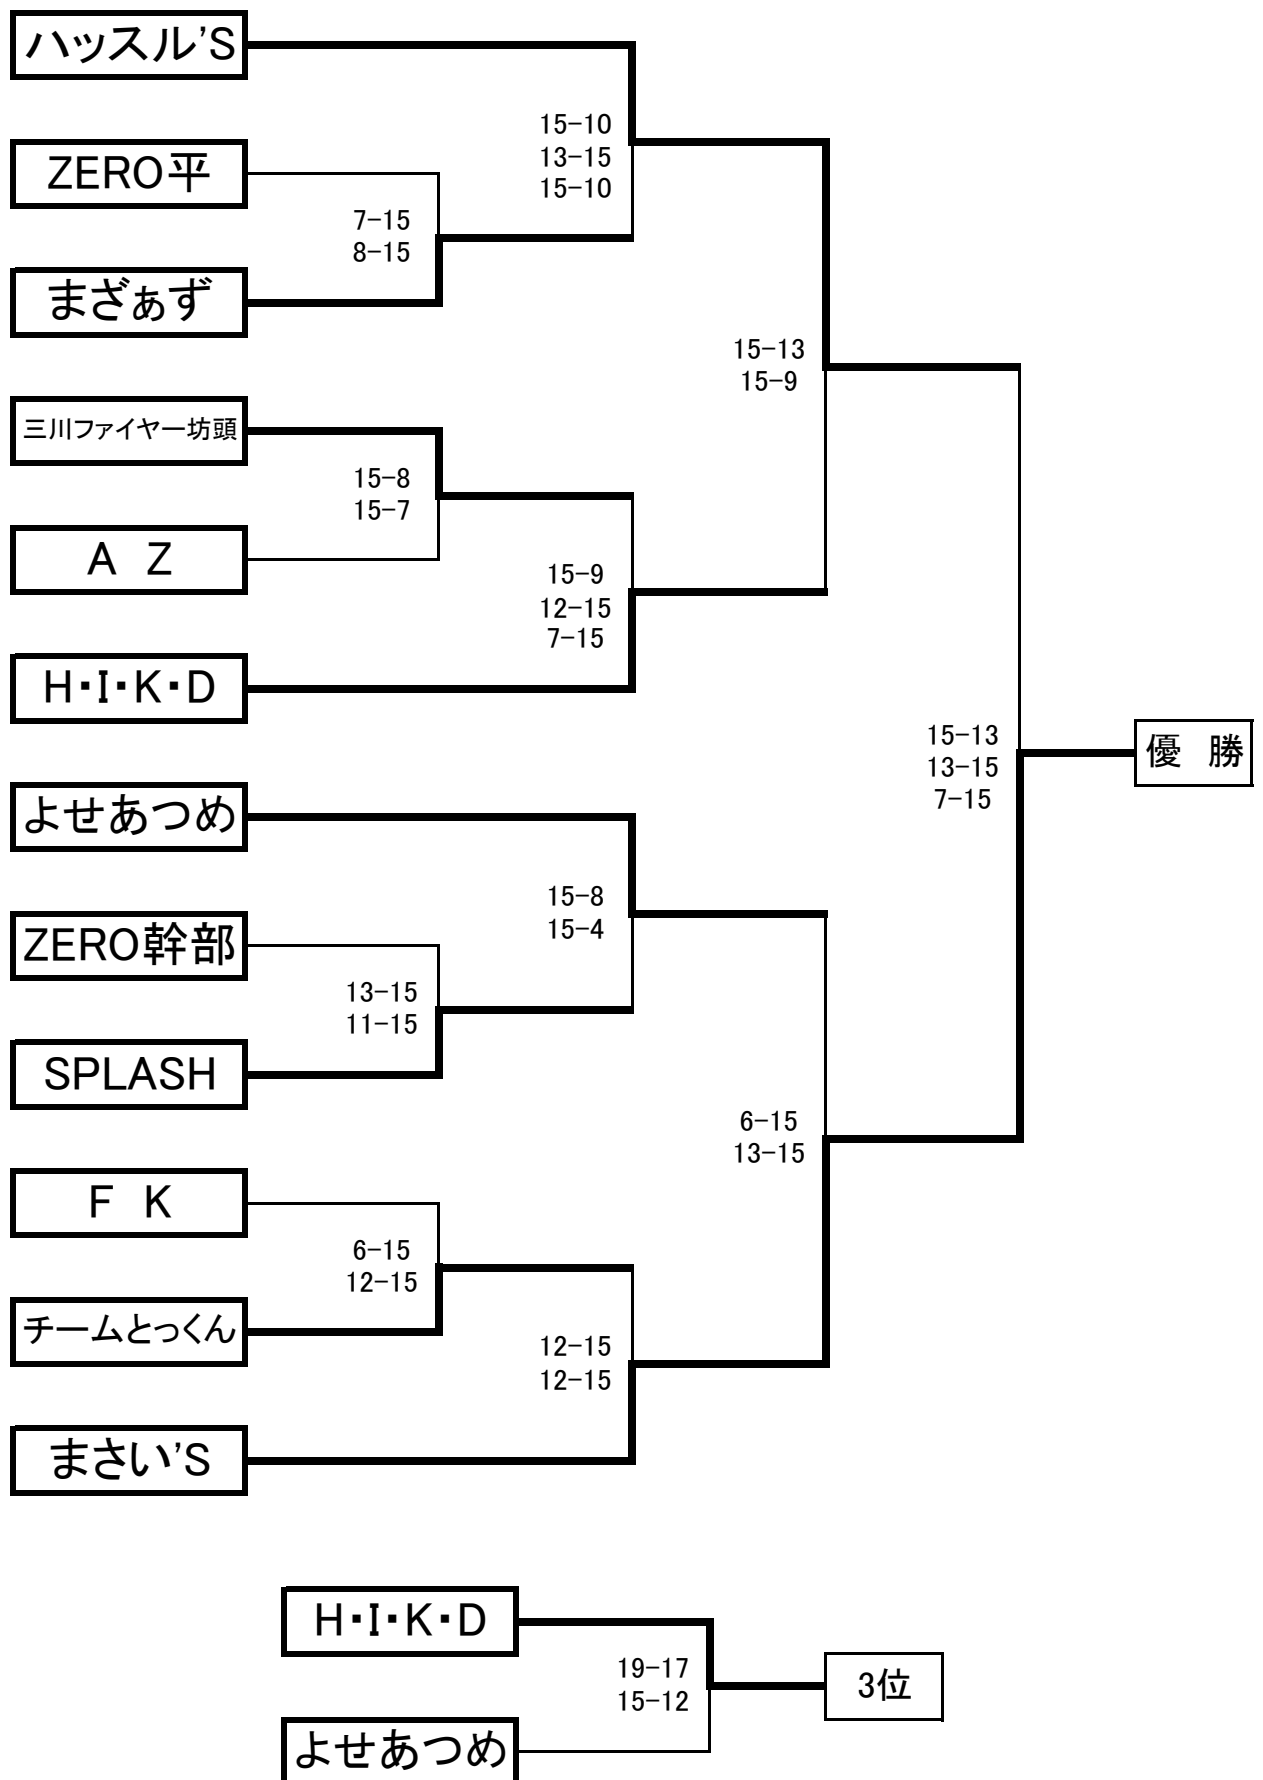 ハッスル’S
15-10
13-15
15-10
ZERO平
7-15
8-15
まざぁず
15-13
15-9
三川ファイヤー坊頭
15-8
15-7
A Z
15-9
12-15
7-15
H・I・K・D
15-13
13-15
7-15
優 勝
よせあつめ
15-8
15-4
ZERO幹部
13-15
11-15
SPLASH
6-15
13-15
F K
6-15
12-15
チームとっくん
12-15
12-15
まさい’S
H・I・K・D
19-17
15-12
3位
よせあつめ